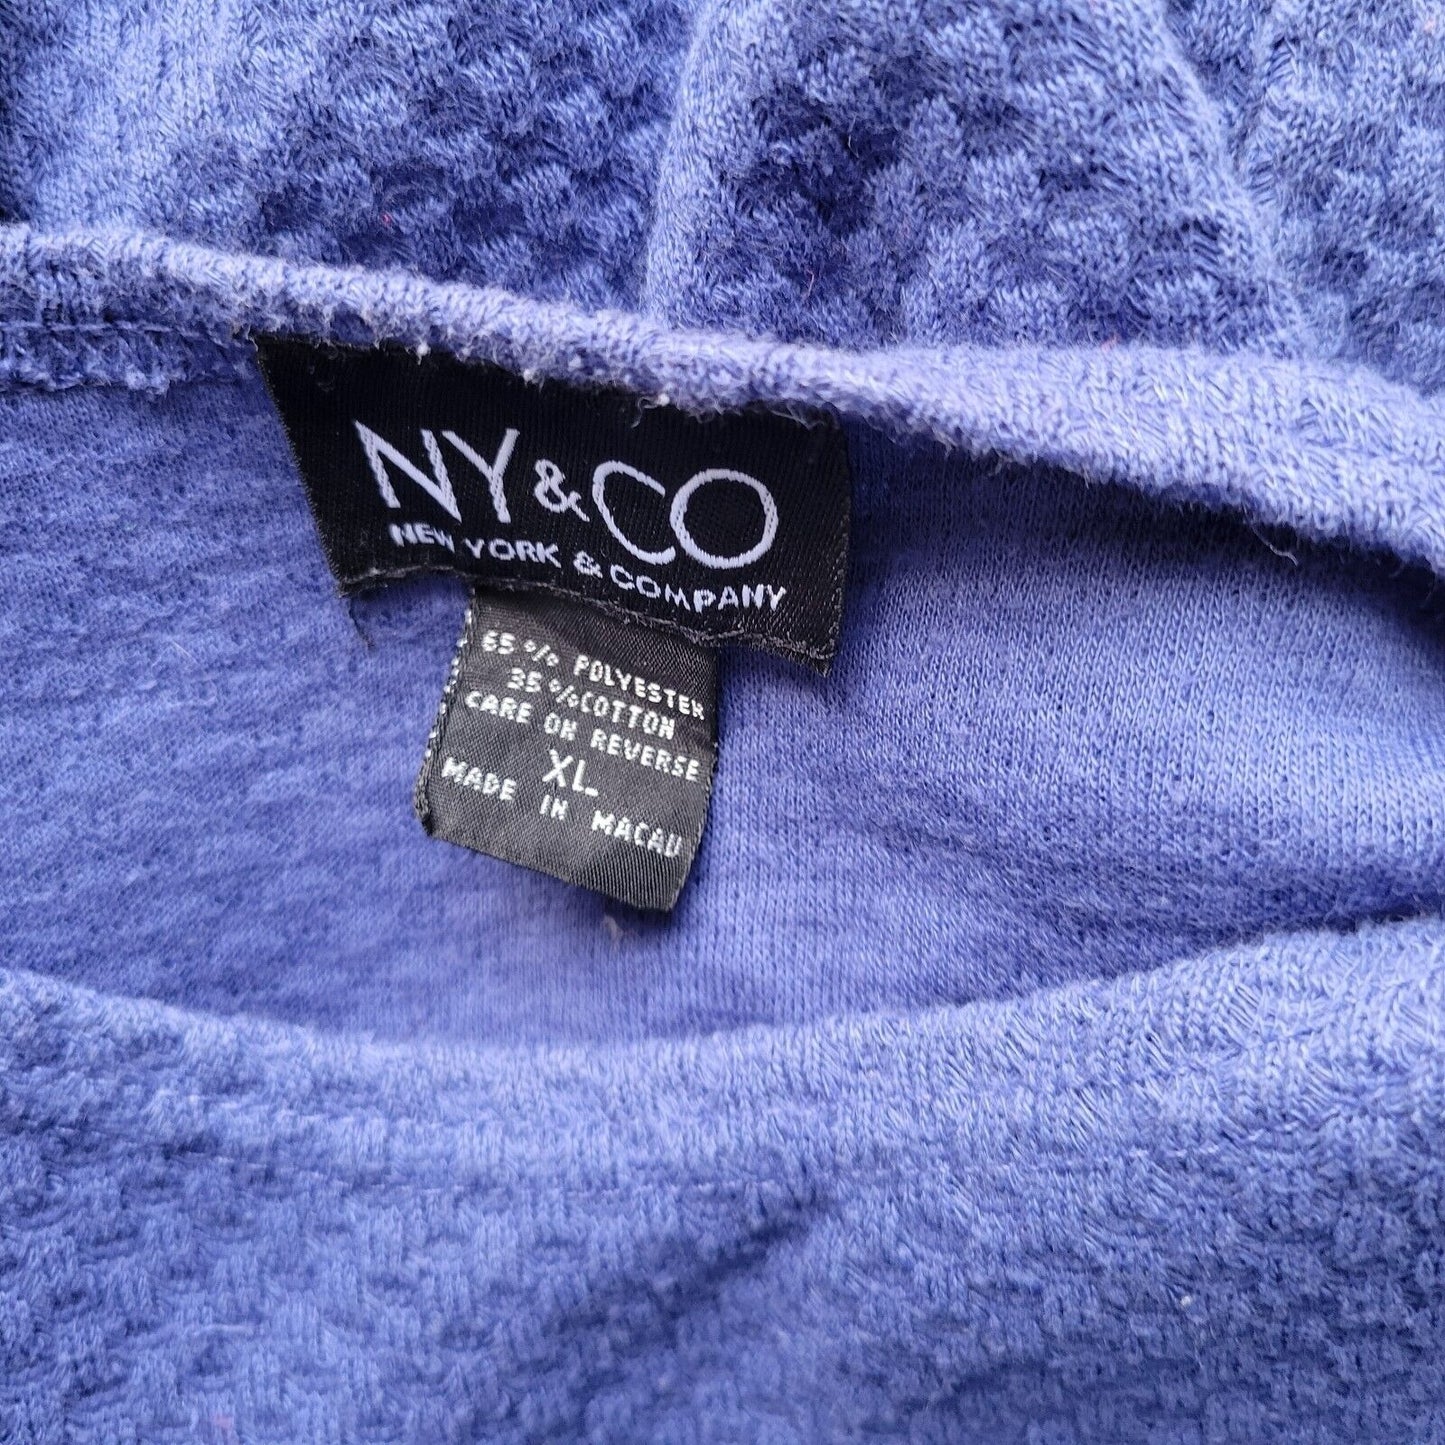 NY&CO
NEW YORK & COMPANY
65% POLYESTER
35%COTTON
CARE ON REVERSE
XL
MADE IN MACAU